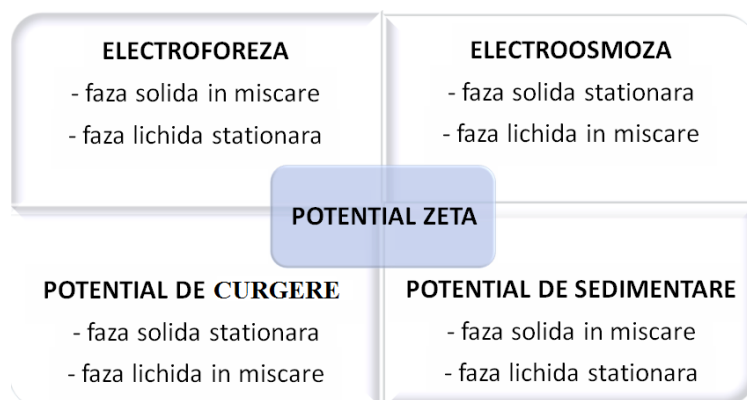 ELECTROFOREZA
- faza solida in miscare
- faza lichida stationara
ELECTROOSMOZA
- faza solida stationara
- faza lichida in miscare
POTENTIAL ZETA
POTENTIAL DE CURGERE
- faza solida stationara
- faza lichida in miscare
POTENTIAL DE SEDIMENTARE
- faza solida in miscare
- faza lichida stationara